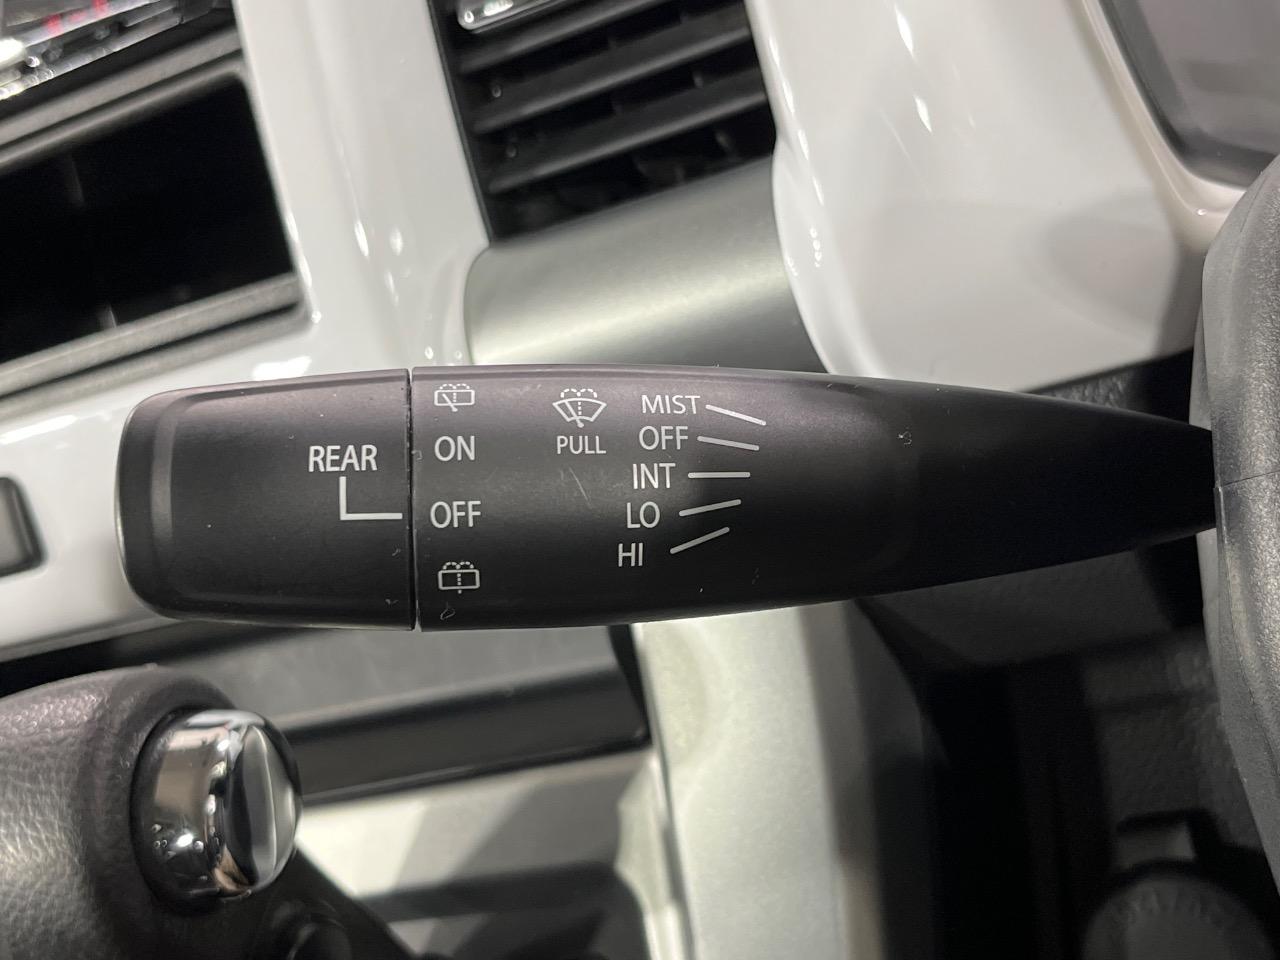 REAR
ON
OFF
PULL
MIST
OFF
INT
LO
HI